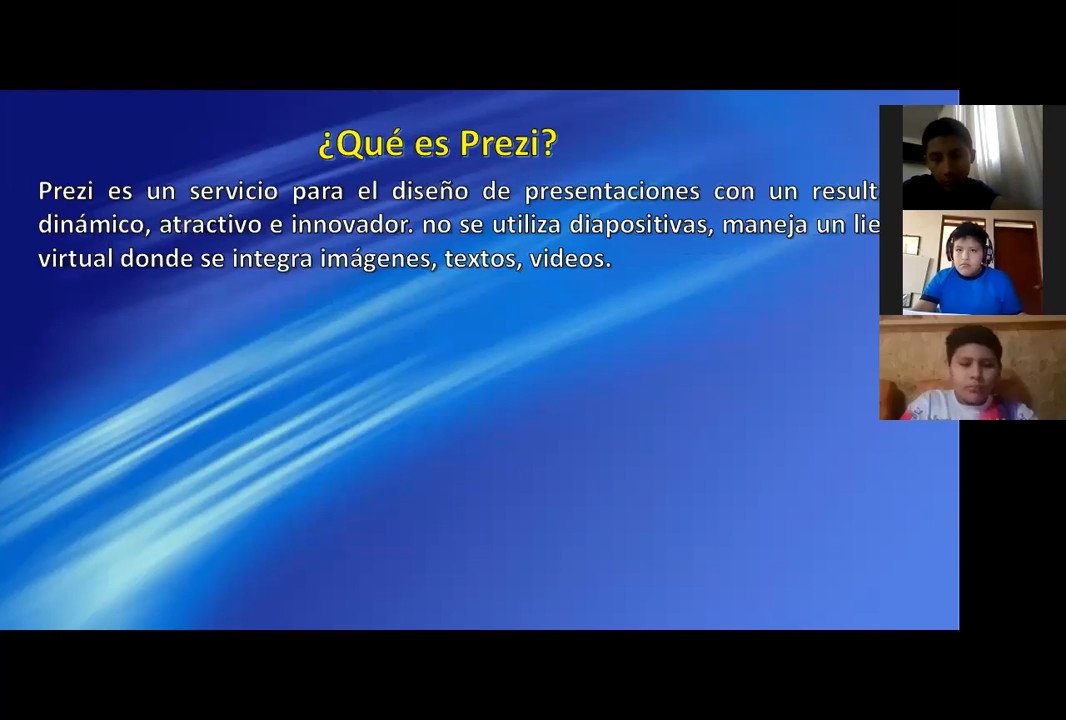 ¿Qué es Prezi?
Prezi es un servicio para el diseño de presentaciones con un
dinámico, atractivo e innovador. no se utiliza diapositivas, maneja un
virtual donde se integra imágenes, textos, videos.